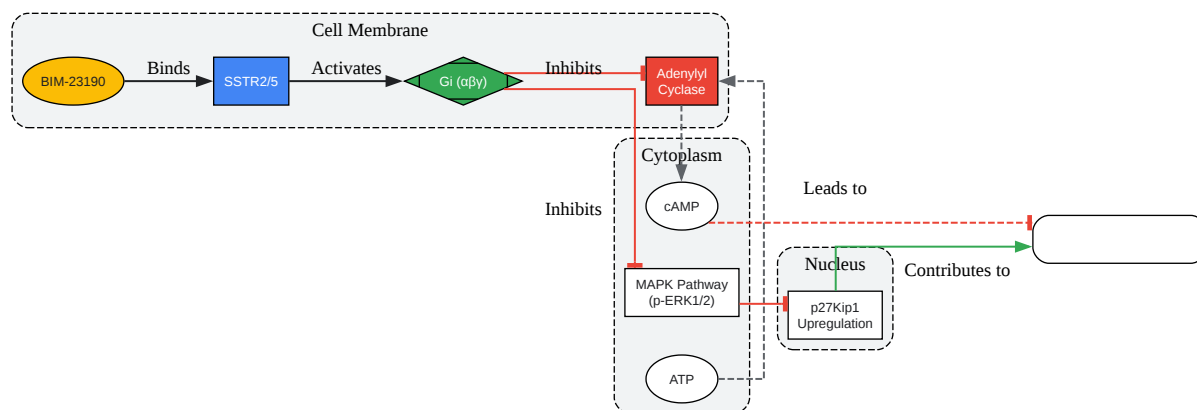 Cell Membrane
BIM-23190
Binds
SSTR2/5
Activates
Gi (αβγ)
Inhibits
Adenylyl
Cyclase
Cytoplasm
cAMP
Leads to
Inhibits
Nucleus
Contributes to
MAPK Pathway
(p-ERK1/2)
p27Kip1
Upregulation
ATP